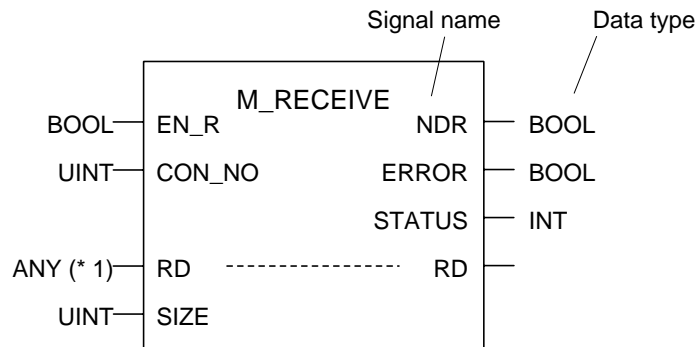 Signal name Data type
M_RECEIVE
BOOL EN_R NDR BOOL
UINT CON_NO ERROR BOOL
STATUS INT
ANY (* 1) RD RD
UINT SIZE